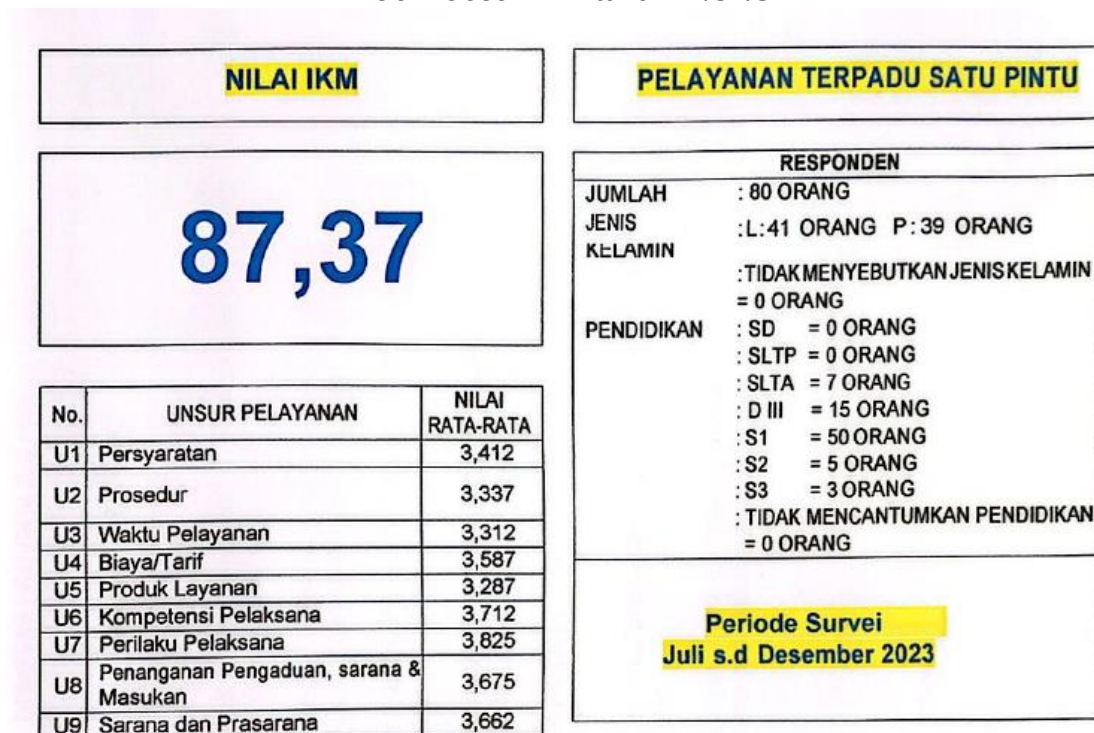 NILAI IKM
87,37
No. UNSUR PELAYANAN NILAI RATA-RATA
U1 Persyaratan 3,412
U2 Prosedur 3,337
U3 Waktu Pelayanan 3,312
U4 Biaya/Tarif 3,587
U5 Produk Layanan 3,287
U6 Kompetensi Pelaksana 3,712
U7 Perilaku Pelaksana 3,825
U8 Penanganan Pengaduan, sarana & Masukan 3,675
U9 Sarana dan Prasarana 3,662
PELAYANAN TERPADU SATU PINTU
RESPONDEN
JUMLAH : 80 ORANG
JENIS KELAMIN :L:41 ORANG P:39 ORANG
:TIDAK MENYEBUTKAN JENIS KELAMIN
= 0 ORANG
PENDIDIKAN : SD = 0 ORANG
: SLTP = 0 ORANG
: SLTA = 7 ORANG
: D III = 15 ORANG
: S1 = 50 ORANG
: S2 = 5 ORANG
: S3 = 3 ORANG
: TIDAK MENCANTUMKAN PENDIDIKAN
= 0 ORANG
Periode Survei
Juli s.d Desember 2023